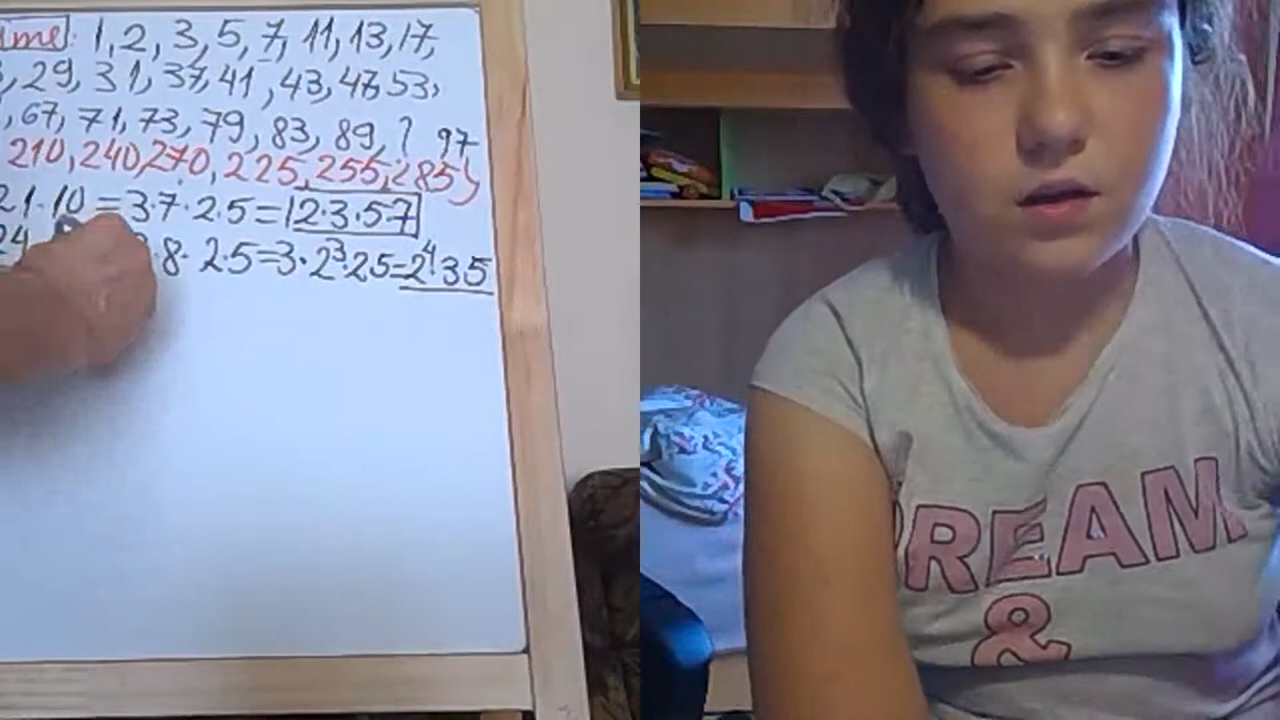 ime: 1, 2, 3, 5, 7, 11, 13, 17,
, 29, 31, 37, 41, 43, 47, 53,
, 67, 71, 73, 79, 83, 89, ? 97
210, 240, 270, 225, 255, 285)
21·10 = 3·7·2·5 = 2·3·5·7
24 ·8· 2·5=3·2³·2·5=2⁴·3·5
DREAM
&